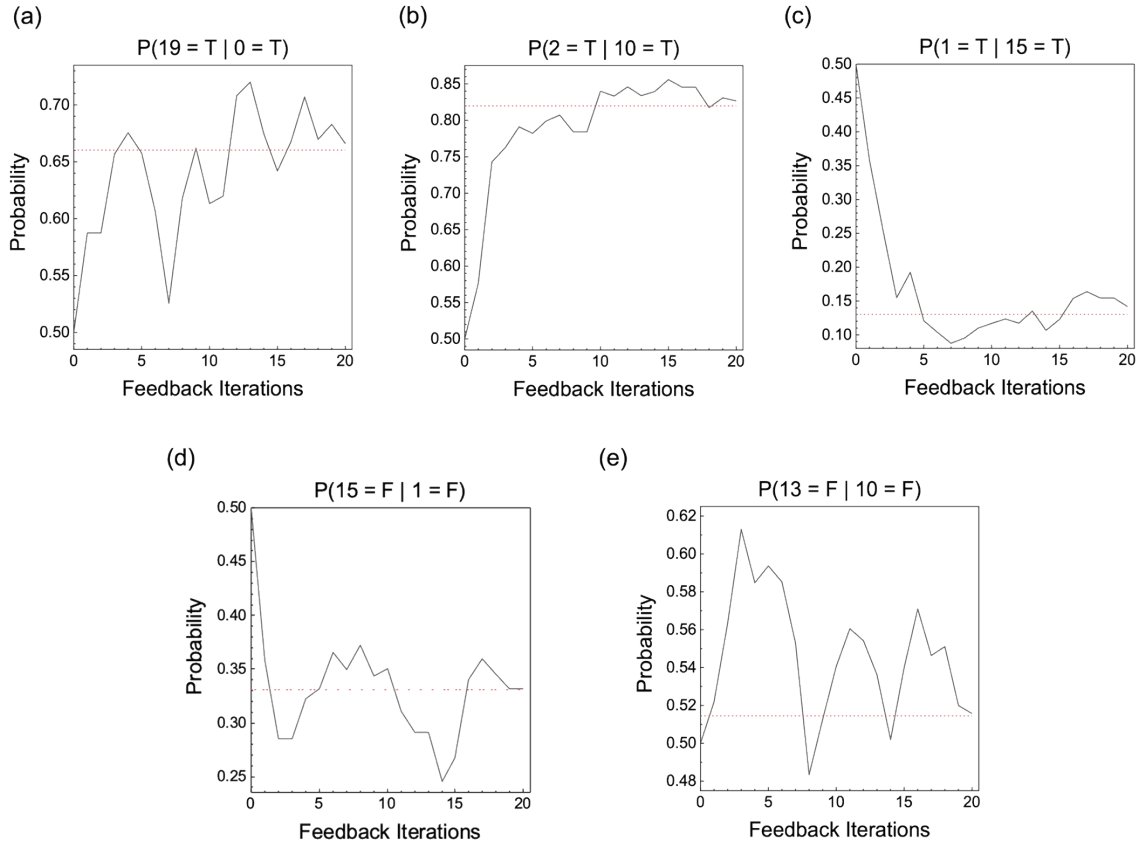 (a)
P(19 = T | 0 = T)
Probability
0.70
0.65
0.60
0.55
0.50
0 5 10 15 20
Feedback Iterations
(b)
P(2 = T | 10 = T)
Probability
0.85
0.80
0.75
0.70
0.65
0.60
0.55
0.50
0 5 10 15 20
Feedback Iterations
(c)
P(1 = T | 15 = T)
Probability
0.50
0.45
0.40
0.35
0.30
0.25
0.20
0.15
0.10
0 5 10 15 20
Feedback Iterations
(d)
P(15 = F | 1 = F)
Probability
0.50
0.45
0.40
0.35
0.30
0.25
0 5 10 15 20
Feedback Iterations
(e)
P(13 = F | 10 = F)
Probability
0.62
0.60
0.58
0.56
0.54
0.52
0.50
0.48
0 5 10 15 20
Feedback Iterations